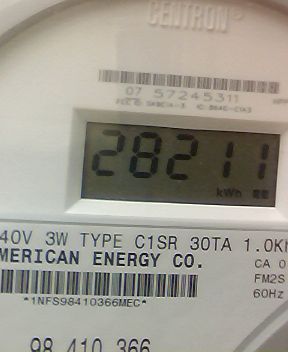 CENTRON®
07 57245311
28211
kWh
40V 3W TYPE C1SR 30TA 1.0Kh
MERICAN ENERGY CO.
CA 0
FM2S
*1NFS98410366MEC*
60Hz
98 410 366